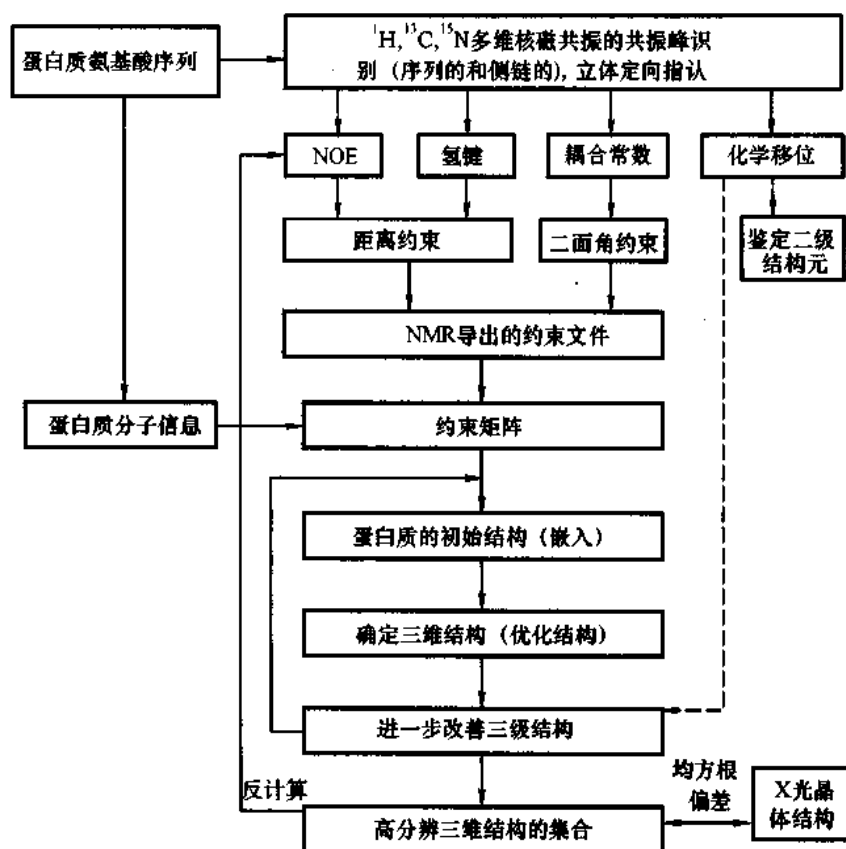 ¹H,¹³C,¹⁵N多维核磁共振的共振峰识
别（序列的和侧链的）,立体定向指认
蛋白质氨基酸序列
NOE
氢键
耦合常数
化学移位
距离约束
二面角约束
鉴定二级
结构元
NMR导出的约束文件
蛋白质分子信息
约束矩阵
蛋白质的初始结构（嵌入）
确定三维结构（优化结构）
进一步改善三级结构
反计算
均方根
偏差
X光晶
体结构
高分辨三维结构的集合